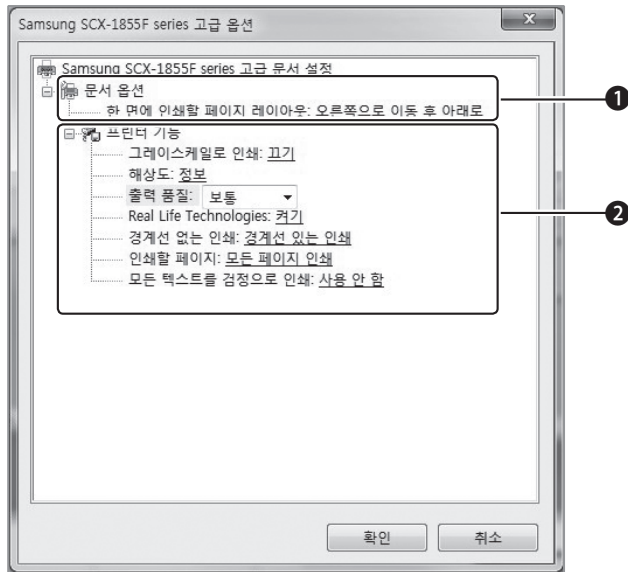 Samsung SCX-1855F series 고급 옵션
Samsung SCX-1855F series 고급 문서 설정
문서 옵션
한 면에 인쇄할 페이지 레이아웃: 오른쪽으로 이동 후 아래로
❶
프린터 기능
그레이스케일로 인쇄: 끄기
해상도: 정보
출력 품질: 보통
❷
Real Life Technologies: 켜기
경계선 없는 인쇄: 경계선 있는 인쇄
인쇄할 페이지: 모든 페이지 인쇄
모든 텍스트를 검정으로 인쇄: 사용 안 함
확인 취소